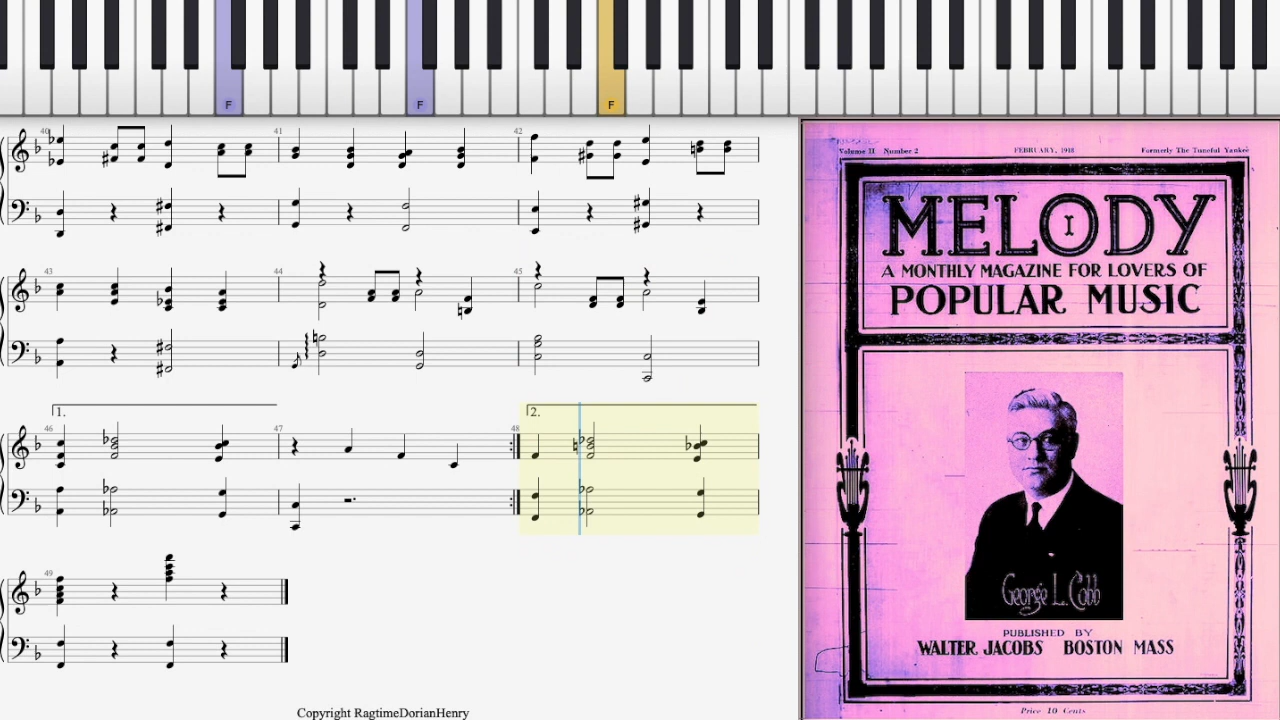 F F F
40 41 42
43 44 45
1. 2.
46 47 48
49
Copyright RagtimeDorianHenry
Volume II Number 2 FEBRUARY, 1918 Formerly The Tuneful Yankee
MELODY
A MONTHLY MAGAZINE FOR LOVERS OF
POPULAR MUSIC
George L. Cobb
PUBLISHED BY
WALTER JACOBS BOSTON MASS
Price 10 Cents